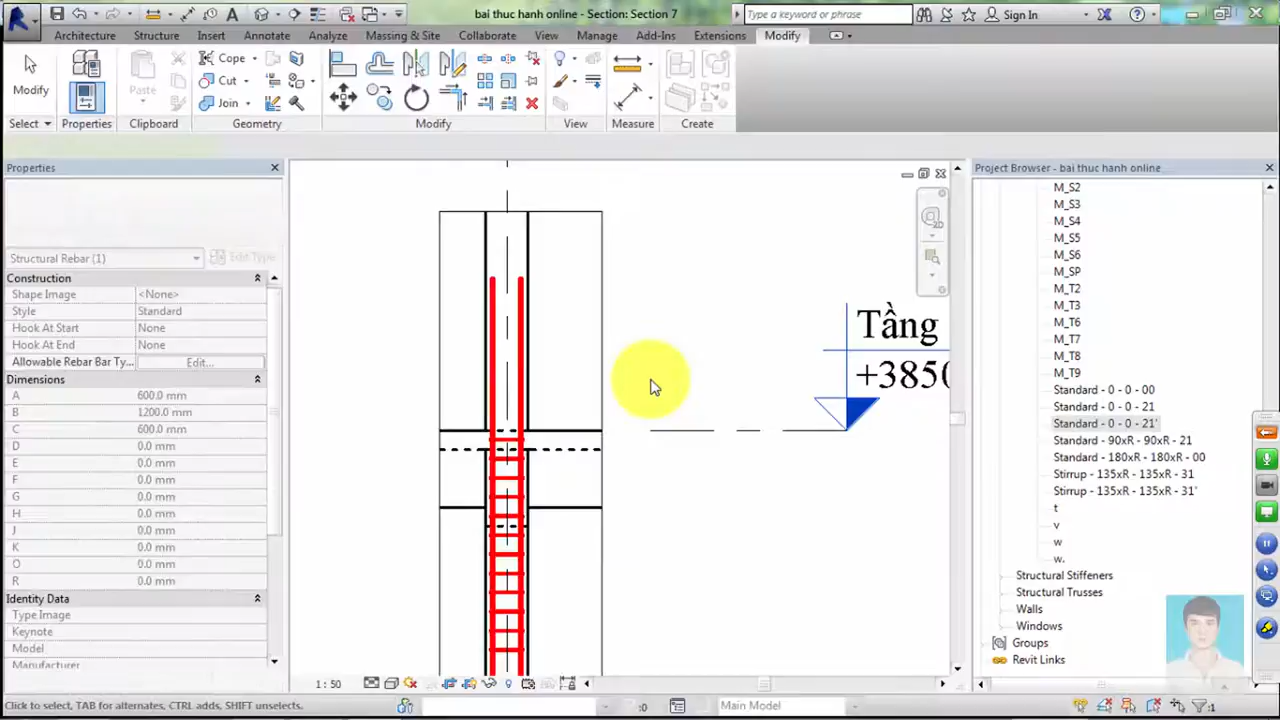 bai thuc hanh online - Section: Section 7
Type a keyword or phrase
Sign In
Architecture
Structure
Insert
Annotate
Analyze
Massing & Site
Collaborate
View
Manage
Add-Ins
Extensions
Modify
Modify
Paste
Cope
Cut
Join
Select
Properties
Clipboard
Geometry
Modify
View
Measure
Create
Properties
Structural Rebar (1)
Edit Type
Construction
Shape Image <None>
Style Standard
Hook At Start None
Hook At End None
Allowable Rebar Bar Ty... Edit...
Dimensions
A 600.0 mm
B 1200.0 mm
C 600.0 mm
D 0.0 mm
E 0.0 mm
F 0.0 mm
G 0.0 mm
H 0.0 mm
J 0.0 mm
K 0.0 mm
O 0.0 mm
R 0.0 mm
Identity Data
Type Image
Keynote
Model
Manufacturer
2D
Tầng
+3850
1 : 50
Project Browser - bai thuc hanh online
M_S2
M_S3
M_S4
M_S5
M_S6
M_SP
M_T2
M_T3
M_T6
M_T7
M_T8
M_T9
Standard - 0 - 0 - 00
Standard - 0 - 0 - 21
Standard - 0 - 0 - 21'
Standard - 90xR - 90xR - 21
Standard - 180xR - 180xR - 00
Stirrup - 135xR - 135xR - 31
Stirrup - 135xR - 135xR - 31'
t
v
w
w.
Structural Stiffeners
Structural Trusses
Walls
Windows
Groups
Revit Links
Click to select, TAB for alternates, CTRL adds, SHIFT unselects.
:0
Main Model
:1